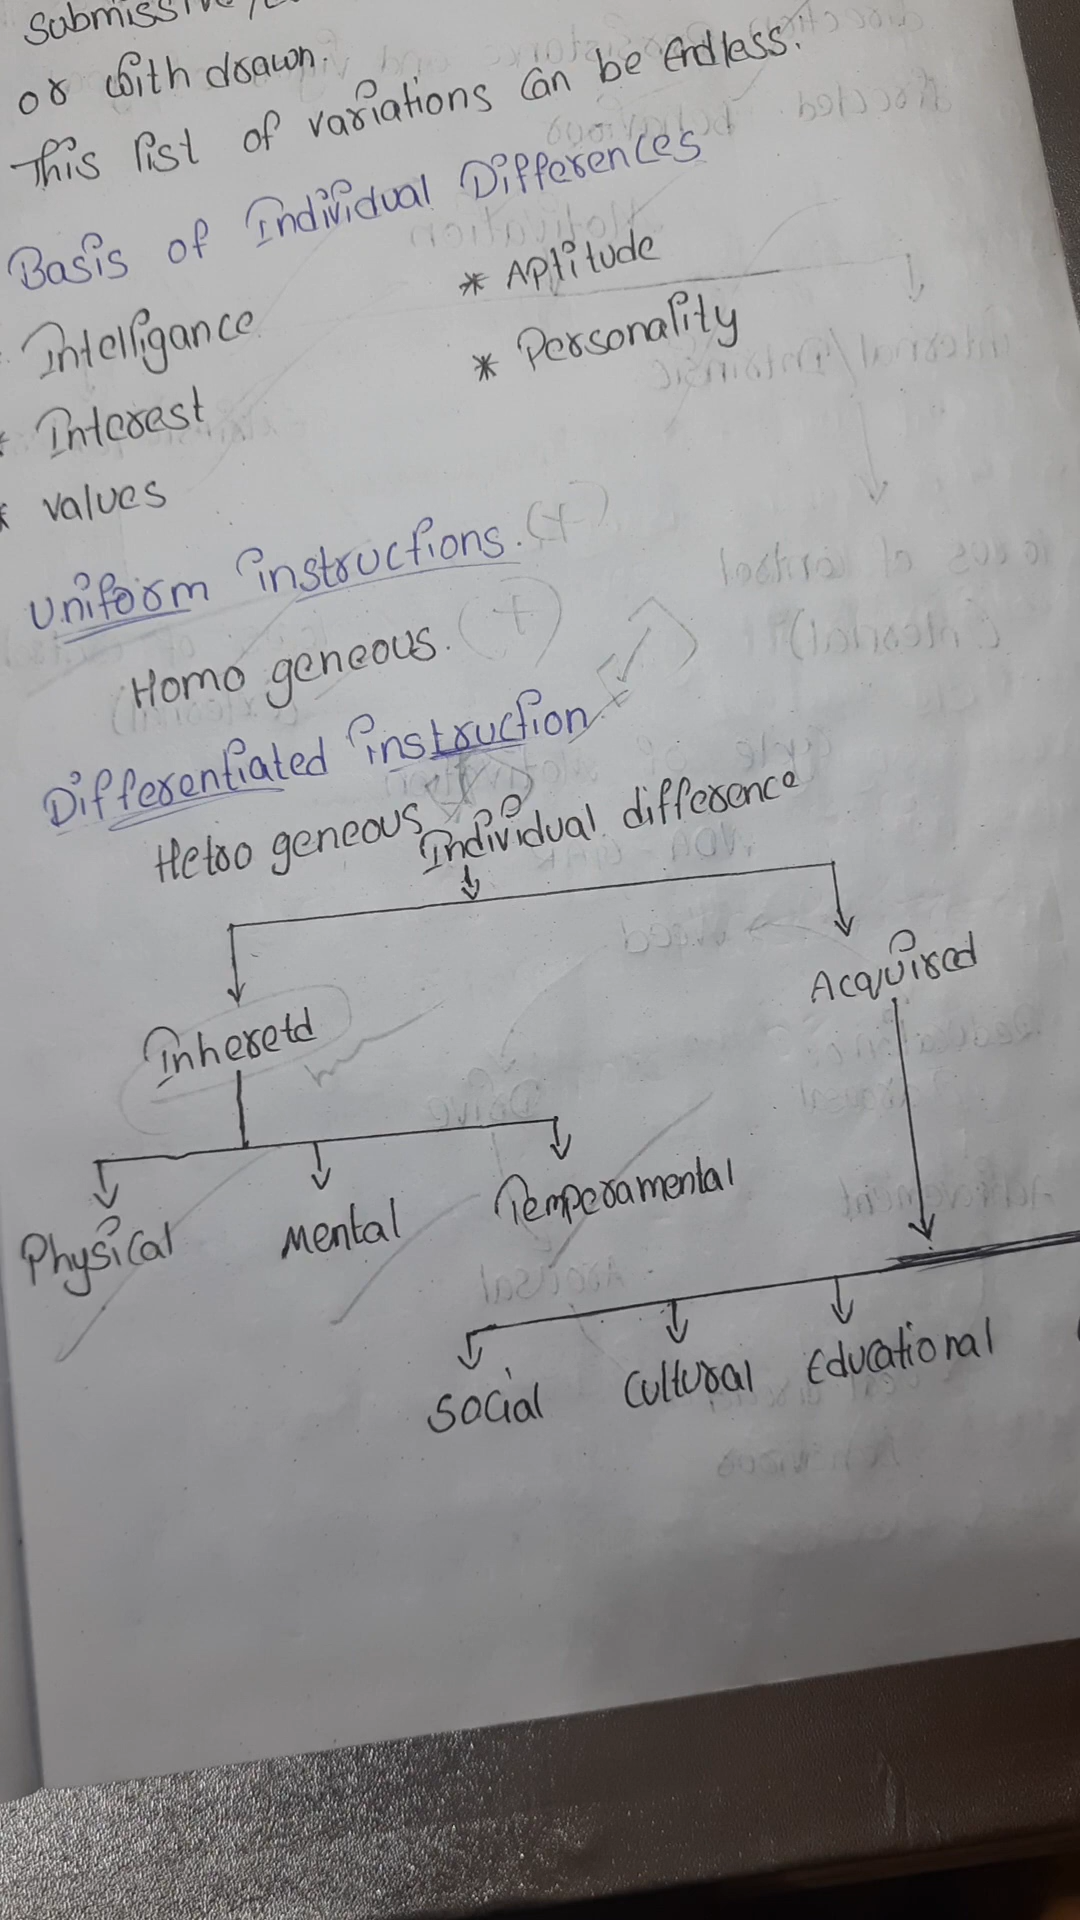 submissive
or with drawn.
This list of variations can be Endless.
Basis of Individual Differences
Intelligance
* Aptitude
* Personality
* Interest
* values
Uniform instructions. (+)
Homo geneous. (+)
Differentiated instruction
Hetro geneous
Individual difference
Inheretd
Acquired
Physical
Mental
Temperamental
Social
Cultural
Educational